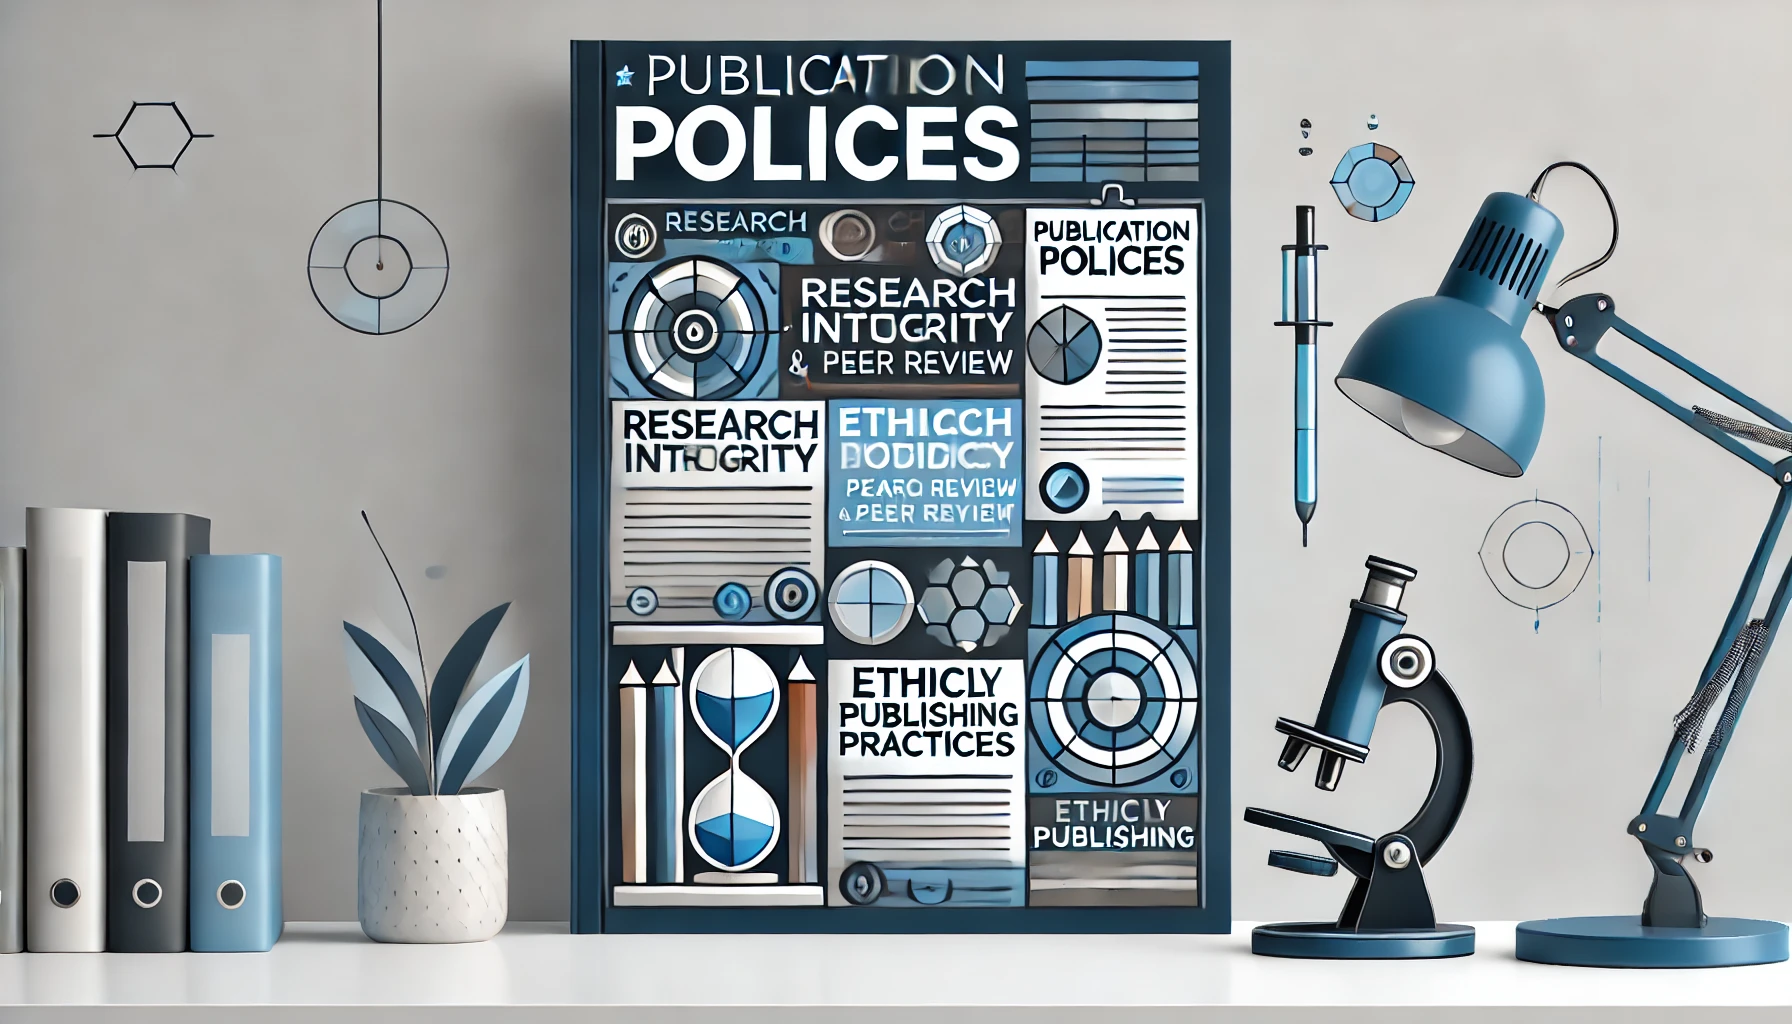 PUBLICATION
POLICES
RESEARCH
RESEARCH
INTOGRITY
& PEER REVIEW
PUBLICATION
POLICES
RESEARCH
INTHOGRITY
ETHICCH
PEARO REVIEW
& PEER REVIEW
ETHICLY
PUBLISHING
PRACTICES
ETHICLY
PUBLISHING